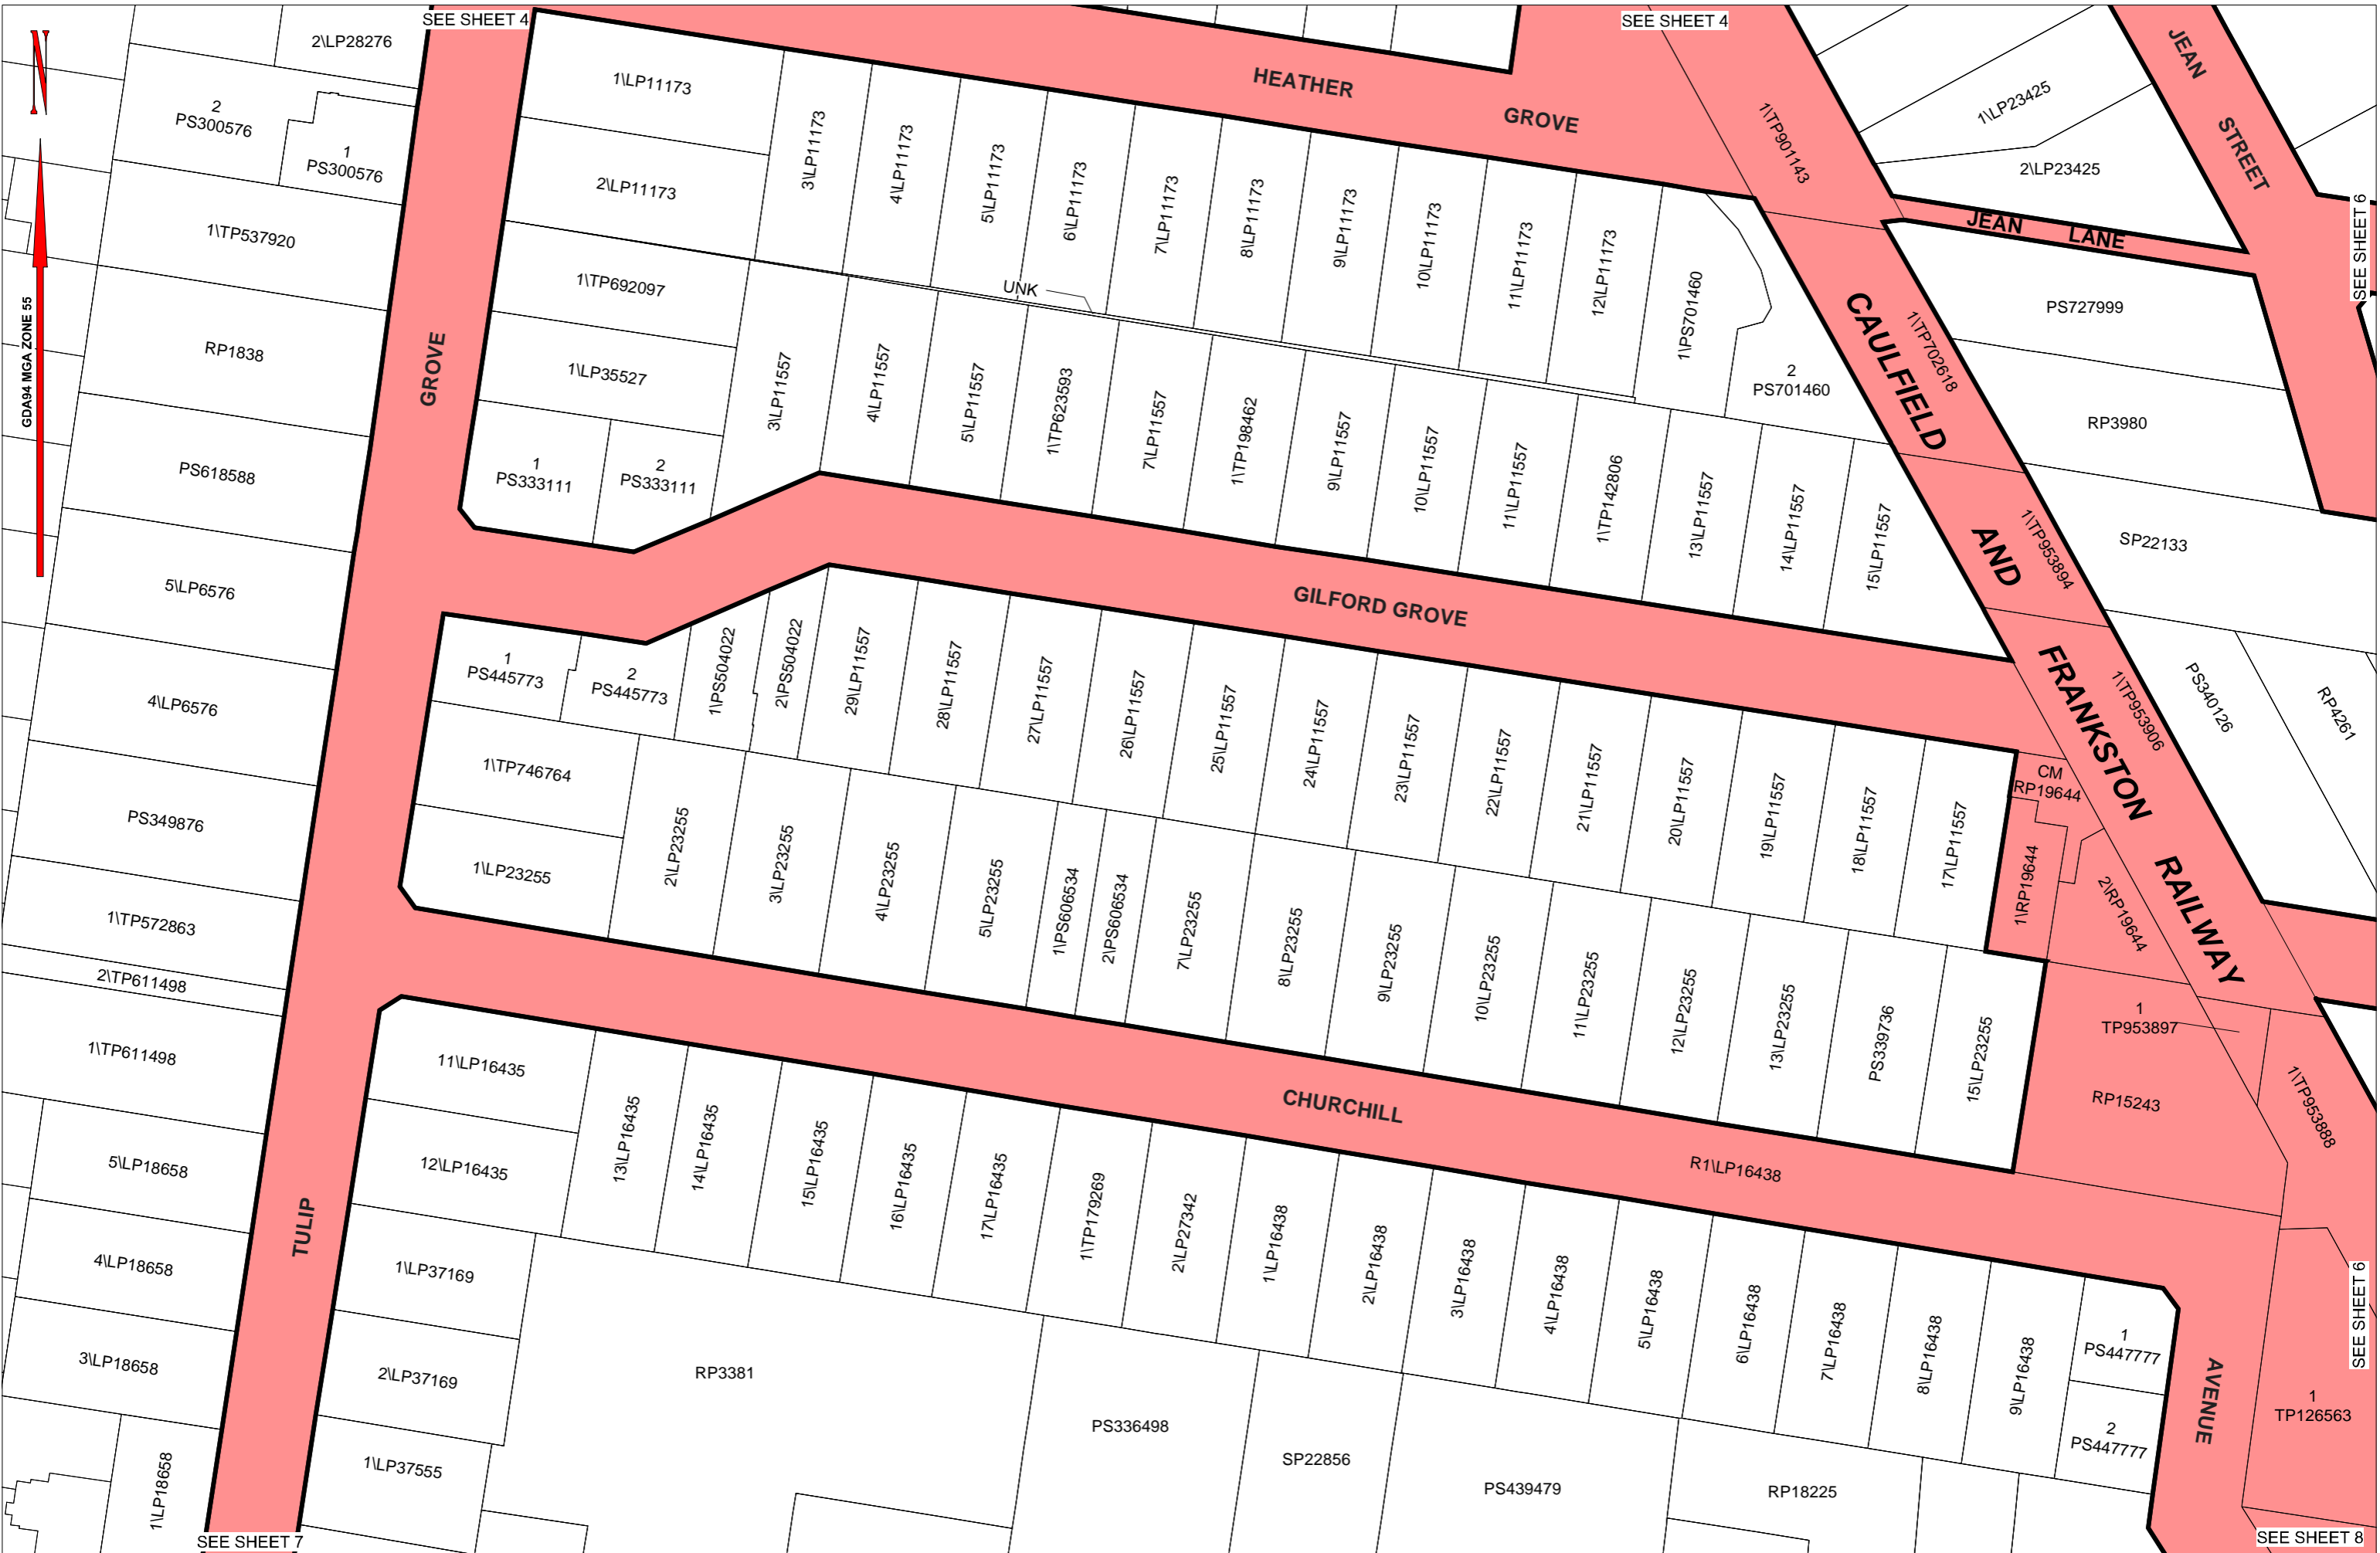 SEE SHEET 4
SEE SHEET 4
N
GDA94 MGA ZONE 55
2\LP28276
2
PS300576
1
PS300576
1\TP537920
RP1838
PS618588
5\LP6576
4\LP6576
PS349876
1\TP572863
2\TP611498
1\TP611498
5\LP18658
4\LP18658
3\LP18658
1\LP18658
GROVE
TULIP
HEATHER
GROVE
1\LP11173
2\LP11173
3\LP11173
4\LP11173
5\LP11173
6\LP11173
7\LP11173
8\LP11173
9\LP11173
10\LP11173
11\LP11173
12\LP11173
1\PS701460
2
PS701460
UNK
1\TP692097
1\LP35527
1
PS333111
2
PS333111
3\LP11557
4\LP11557
5\LP11557
1\TP623593
7\LP11557
1\TP198462
9\LP11557
10\LP11557
11\LP11557
1\TP142806
13\LP11557
14\LP11557
15\LP11557
GILFORD GROVE
1
PS445773
2
PS445773
1\PS504022
2\PS504022
29\LP11557
28\LP11557
27\LP11557
26\LP11557
25\LP11557
24\LP11557
23\LP11557
22\LP11557
21\LP11557
20\LP11557
19\LP11557
18\LP11557
17\LP11557
1\TP746764
1\LP23255
2\LP23255
3\LP23255
4\LP23255
5\LP23255
1\PS606534
2\PS606534
7\LP23255
8\LP23255
9\LP23255
10\LP23255
11\LP23255
12\LP23255
13\LP23255
PS339736
15\LP23255
CHURCHILL
R1\LP16438
AVENUE
11\LP16435
12\LP16435
13\LP16435
14\LP16435
15\LP16435
16\LP16435
17\LP16435
1\TP179269
2\LP27342
1\LP16438
2\LP16438
3\LP16438
4\LP16438
5\LP16438
6\LP16438
7\LP16438
8\LP16438
9\LP16438
1
PS447777
2
PS447777
1\LP37169
2\LP37169
1\LP37555
RP3381
PS336498
SP22856
PS439479
RP18225
CAULFIELD
AND
FRANKSTON
RAILWAY
1\TP901143
1\TP702618
1\TP953894
1\TP953906
CM
RP19644
1\RP19644
2\RP19644
1
TP953897
RP15243
1\TP953888
1
TP126563
JEAN
STREET
JEAN LANE
1\LP23425
2\LP23425
PS727999
RP3980
SP22133
PS340126
RP4261
SEE SHEET 6
SEE SHEET 6
SEE SHEET 7
SEE SHEET 8